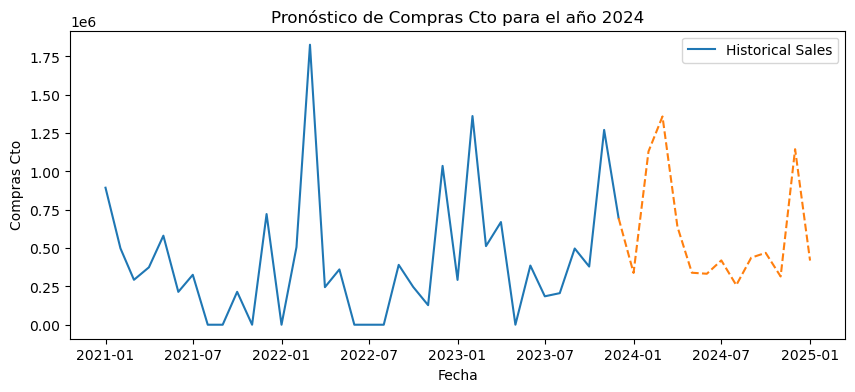 Pronóstico de Compras Cto para el año 2024
1e6
Historical Sales
1.75
1.50
1.25
1.00
0.75
0.50
0.25
0.00
Compras Cto
2021-01 2021-07 2022-01 2022-07 2023-01 2023-07 2024-01 2024-07 2025-01
Fecha